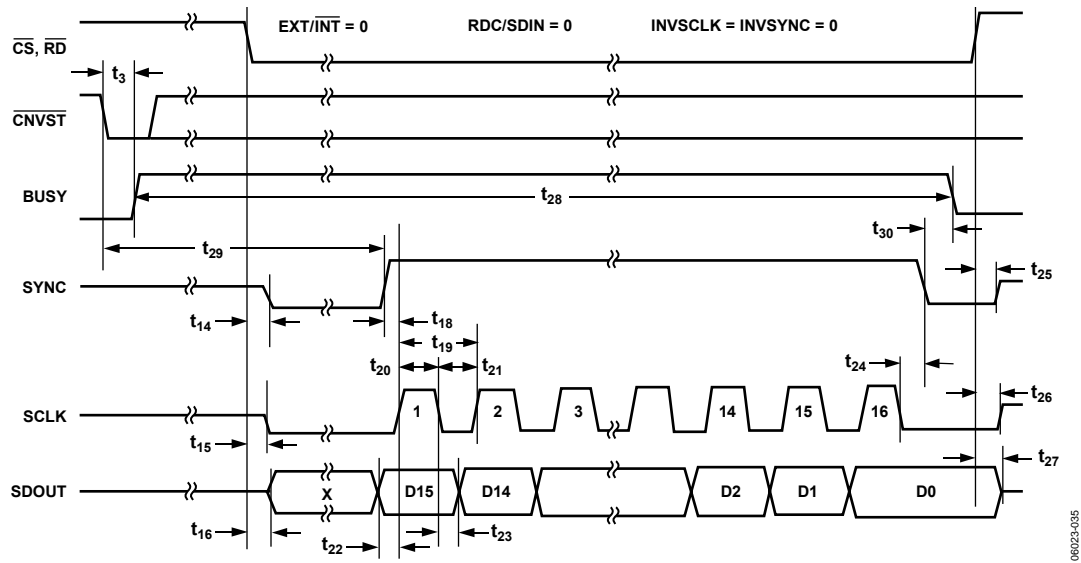 EXT/INT = 0 RDC/SDIN = 0 INVSCLK = INVSYNC = 0
CS, RD
t3
CNVST
BUSY
t28
t30
t29
t25
SYNC
t14
t18
t19
t20
t21
t24
t26
SCLK
1 2 3 14 15 16
t15
t27
SDOUT
X D15 D14 D2 D1 D0
t16
t22
t23
06023-035